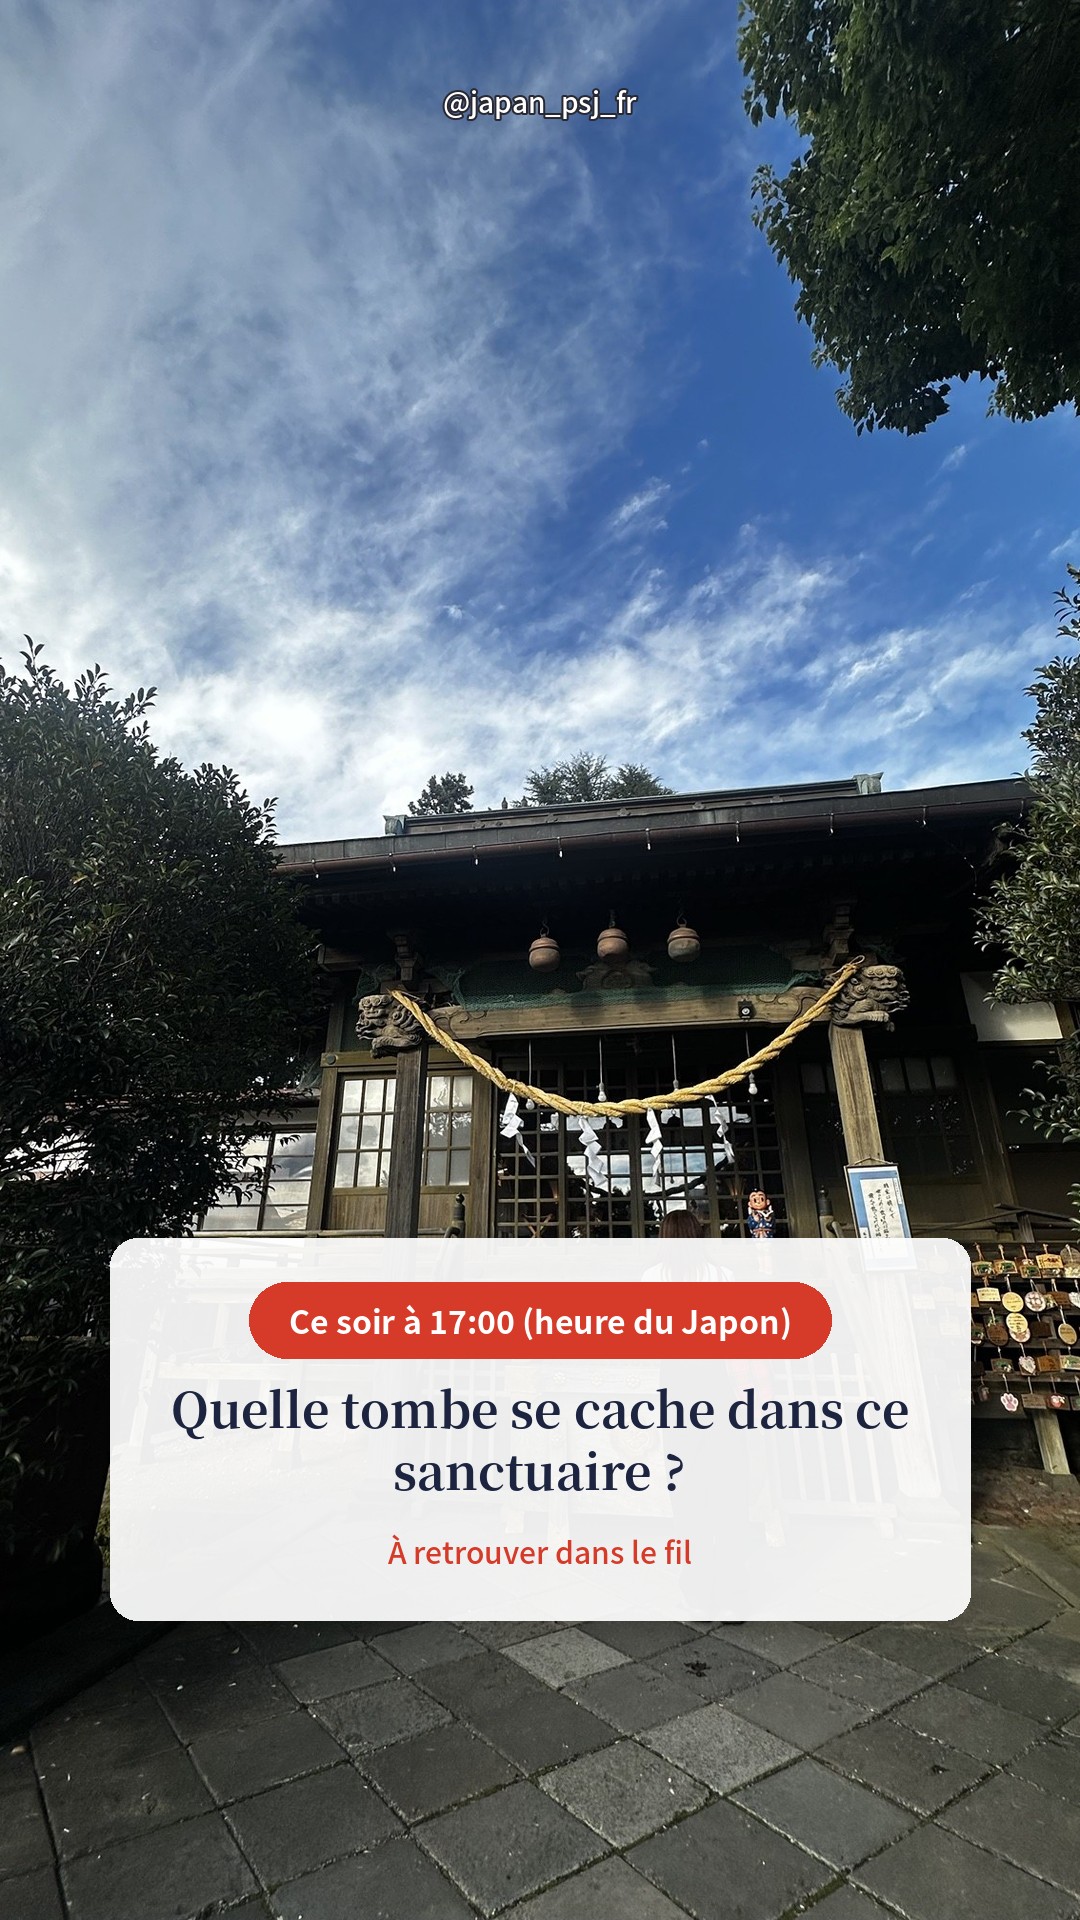 @japan_psj_fr
Ce soir à 17:00 (heure du Japon)
Quelle tombe se cache dans ce
sanctuaire ?
À retrouver dans le fil